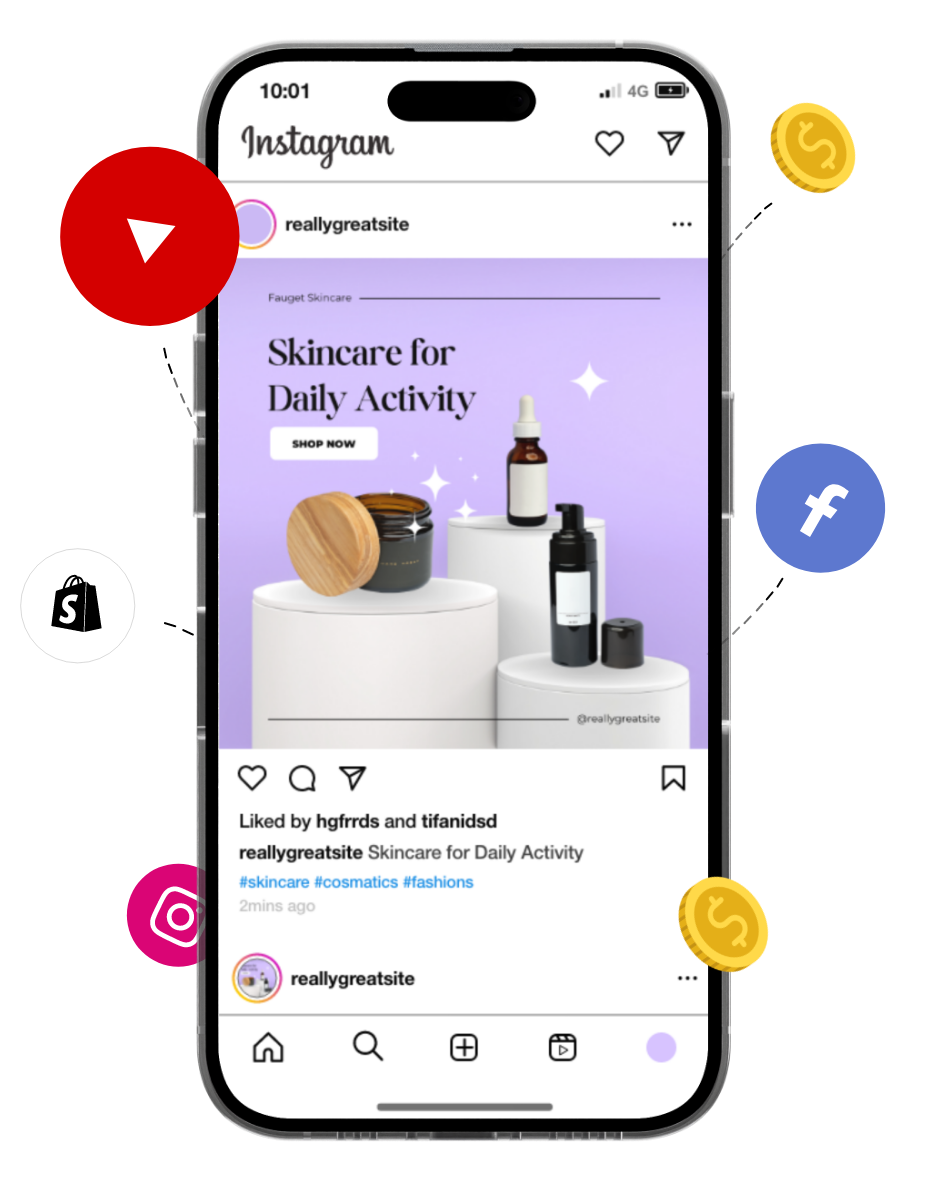 10:01
4G
Instagram
reallygreatsite
Fauget Skincare
Skincare for
Daily Activity
SHOP NOW
@reallygreatsite
Liked by hgfrrds and tifanidsd
reallygreatsite Skincare for Daily Activity
#skincare #cosmatics #fashions
2mins ago
reallygreatsite